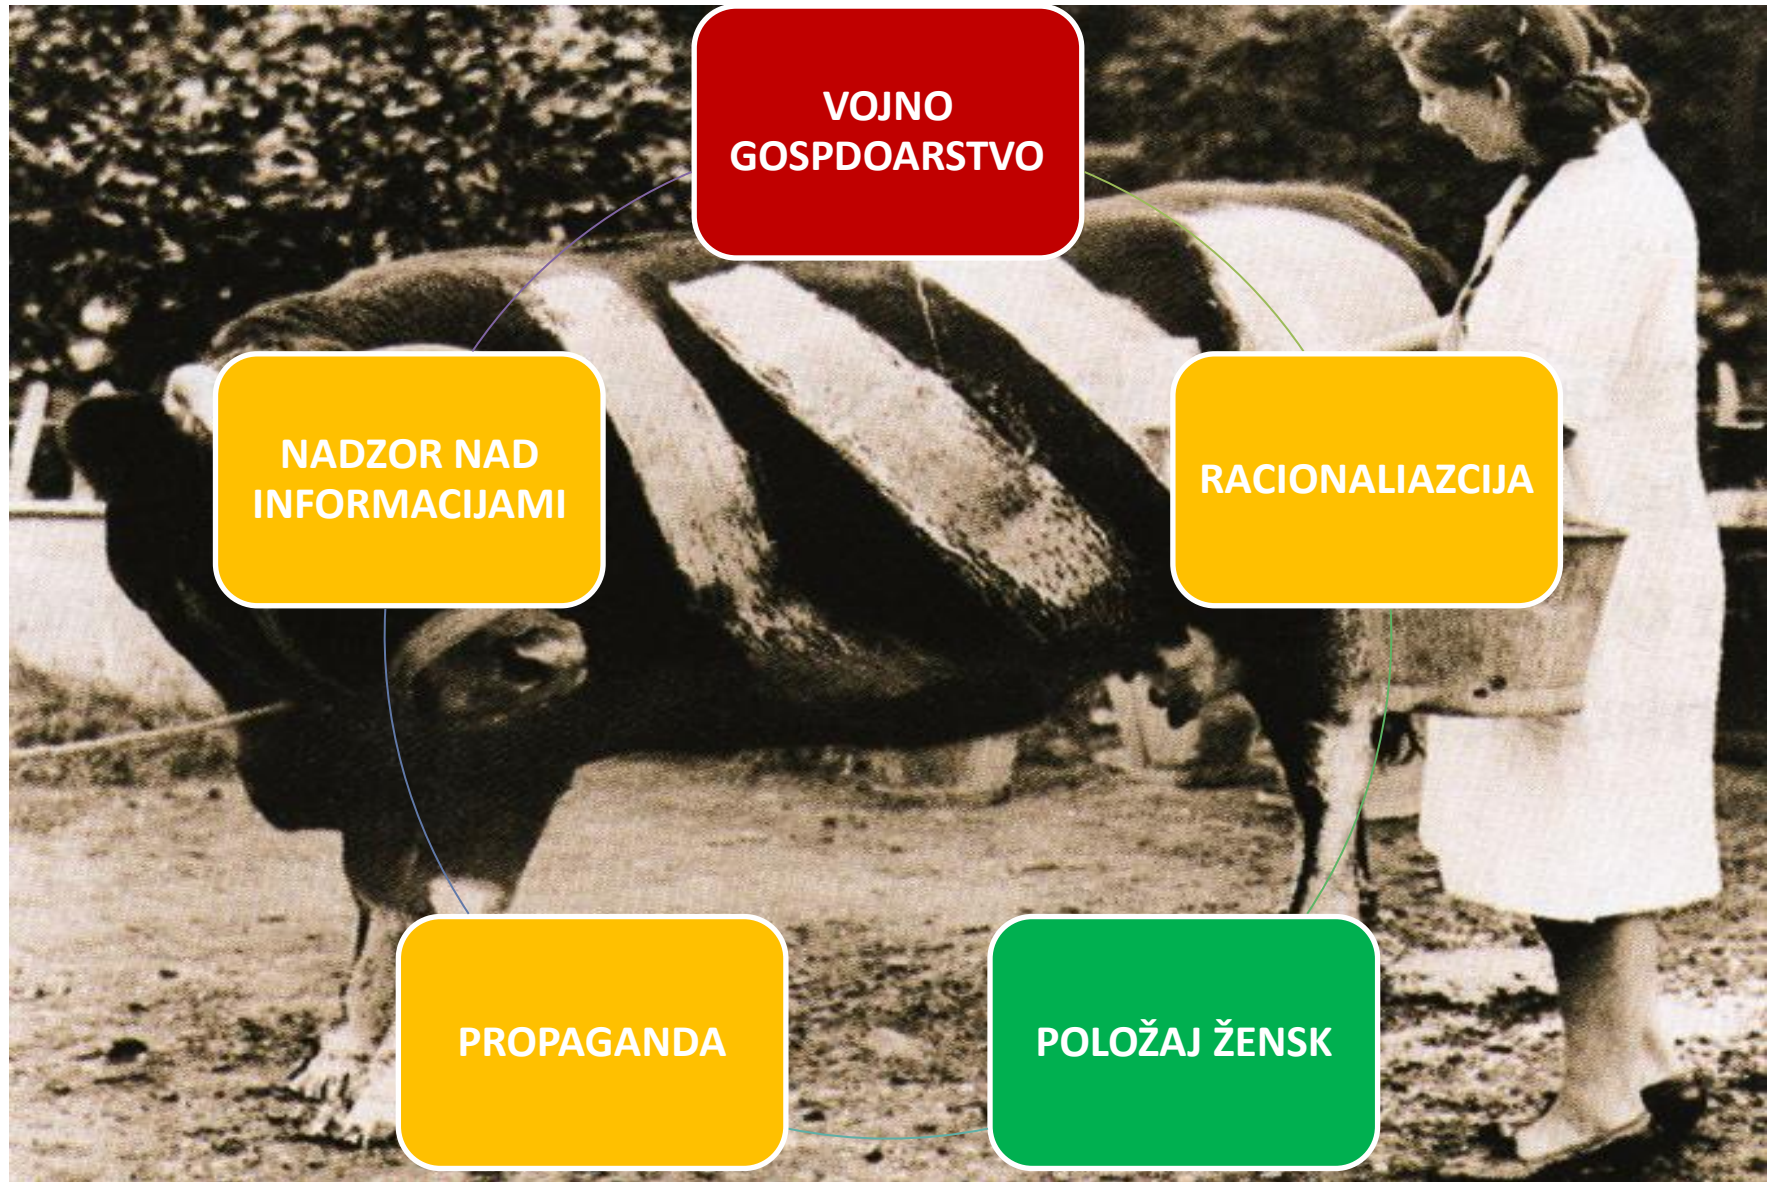 VOJNO
GOSPDOARSTVO
NADZOR NAD
INFORMACIJAMI
RACIONALIAZCIJA
PROPAGANDA
POLOŽAJ ŽENSK